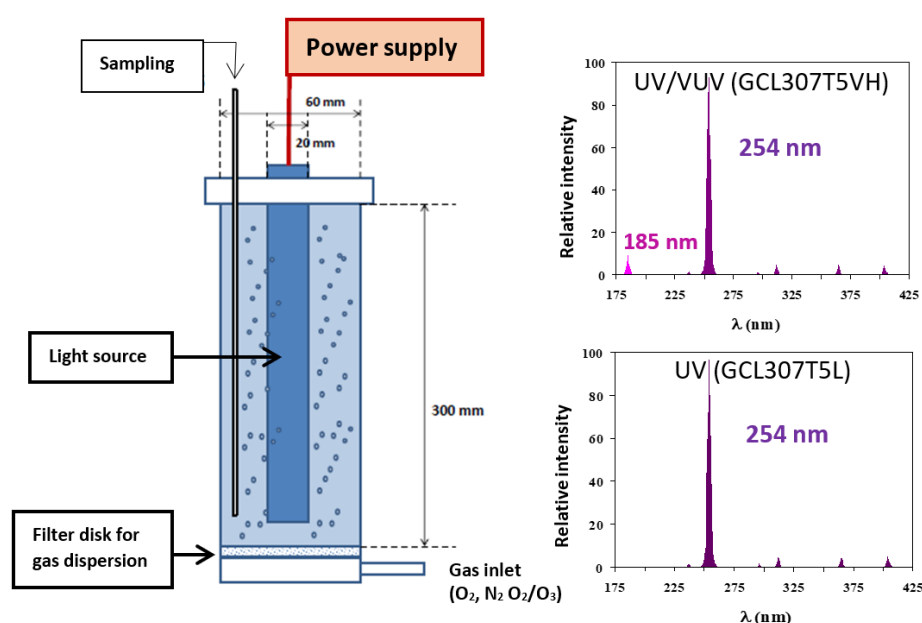 Sampling
Power supply
60 mm
20 mm
Light source
300 mm
Filter disk for
gas dispersion
Gas inlet
(O₂, N₂ O₂/O₃)
UV/VUV (GCL307T5VH)
254 nm
185 nm
Relative intensity
100
80
60
40
20
0
175 225 275 325 375 425
λ (nm)
UV (GCL307T5L)
254 nm
Relative intensity
100
80
60
40
20
0
175 225 275 325 375 425
λ (nm)